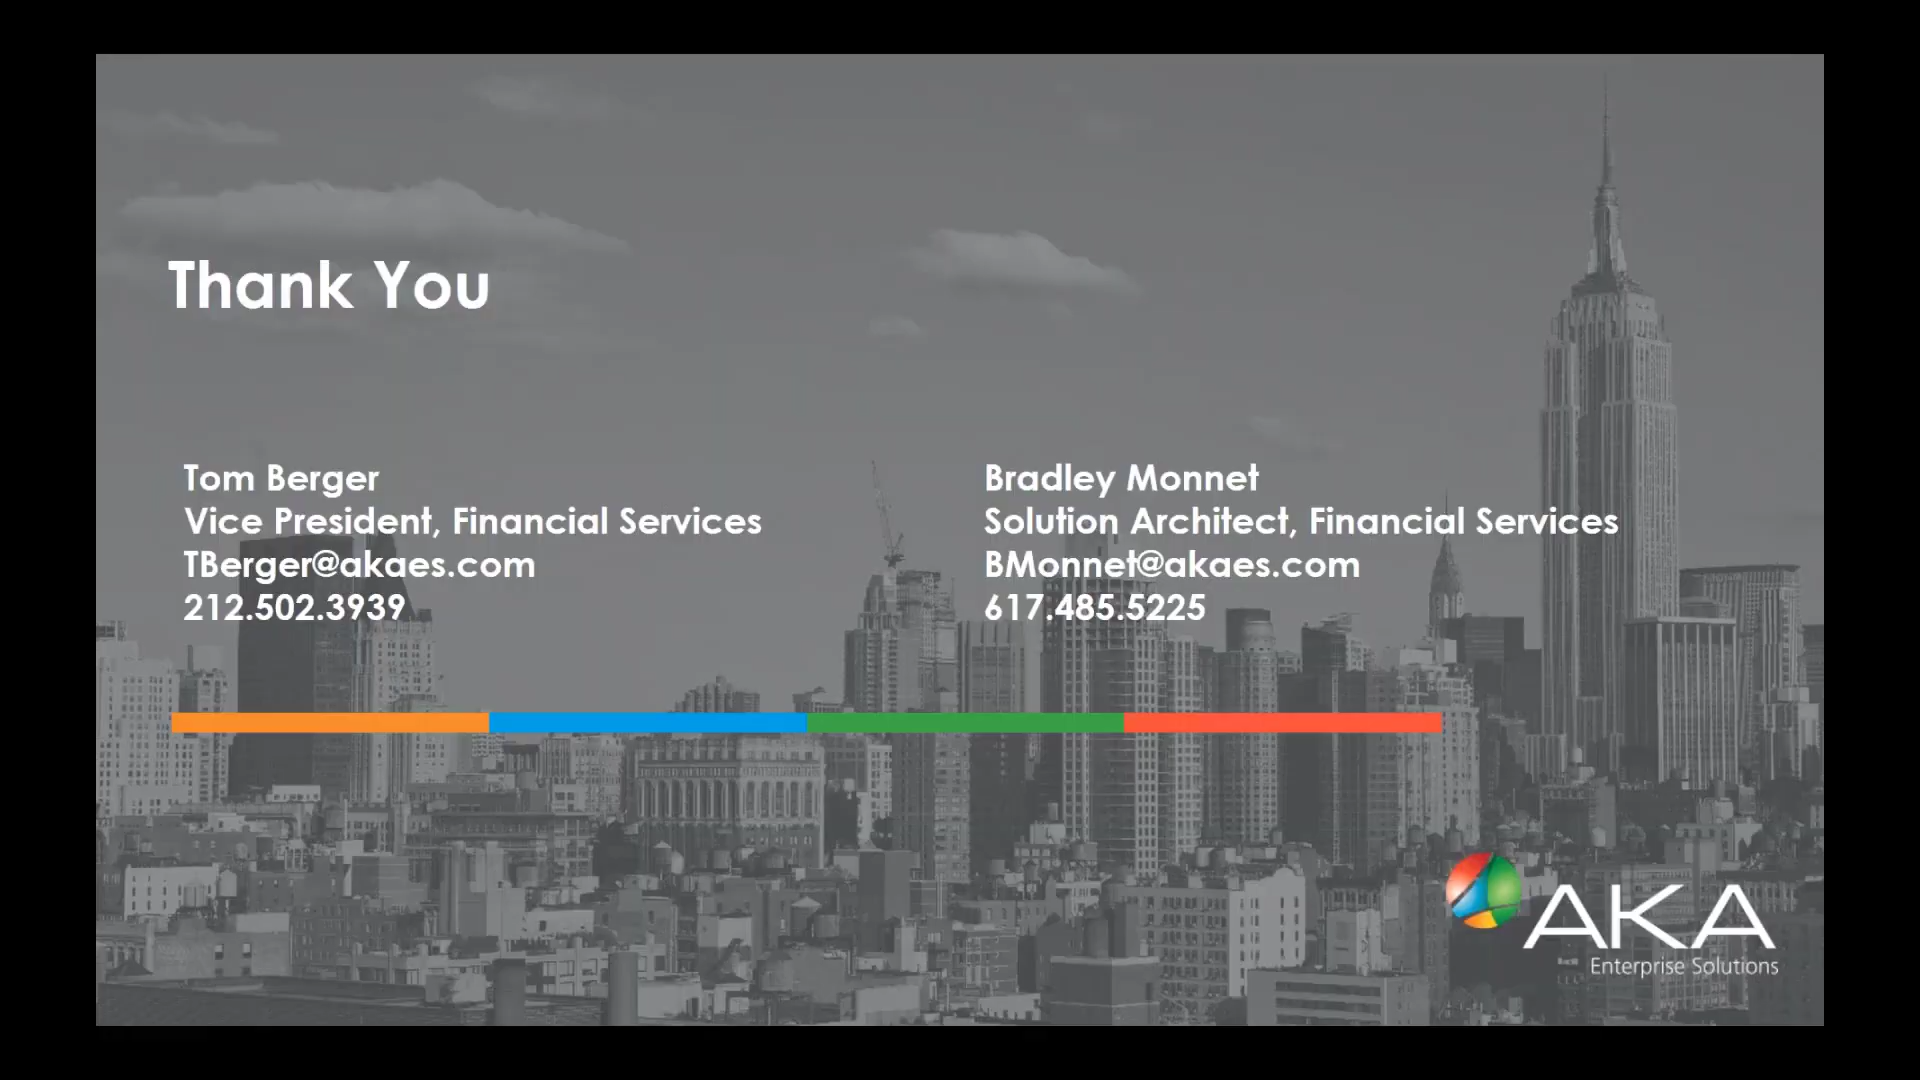 Thank You
Tom Berger
Vice President, Financial Services
TBerger@akaes.com
212.502.3939
Bradley Monnet
Solution Architect, Financial Services
BMonnet@akaes.com
617.485.5225
AKA
Enterprise Solutions